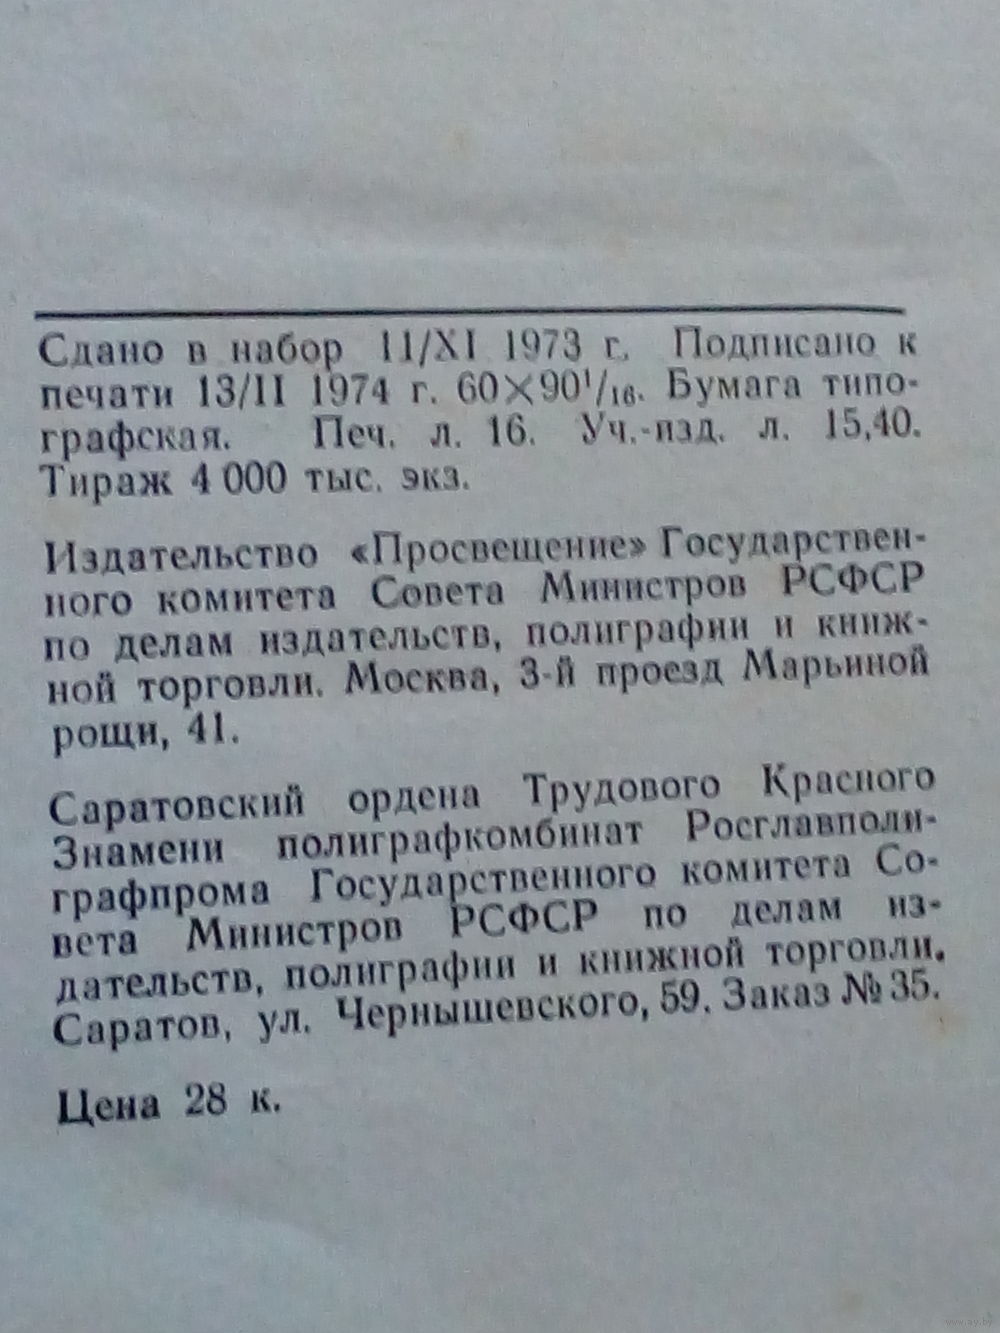 Сдано в набор 11/XI 1973 г. Подписано к
печати 13/II 1974 г. 60×90¹/₁₆. Бумага типо-
графская. Печ. л. 16. Уч.-изд. л. 15,40.
Тираж 4 000 тыс. экз.
Издательство «Просвещение» Государствен-
ного комитета Совета Министров РСФСР
по делам издательств, полиграфии и книж-
ной торговли. Москва, 3-й проезд Марьиной
рощи, 41.
Саратовский ордена Трудового Красного
Знамени полиграфкомбинат Росглавполи-
графпрома Государственного комитета Со-
вета Министров РСФСР по делам из-
дательств, полиграфии и книжной торговли.
Саратов, ул. Чернышевского, 59. Заказ № 35.
Цена 28 к.
www.ay.by